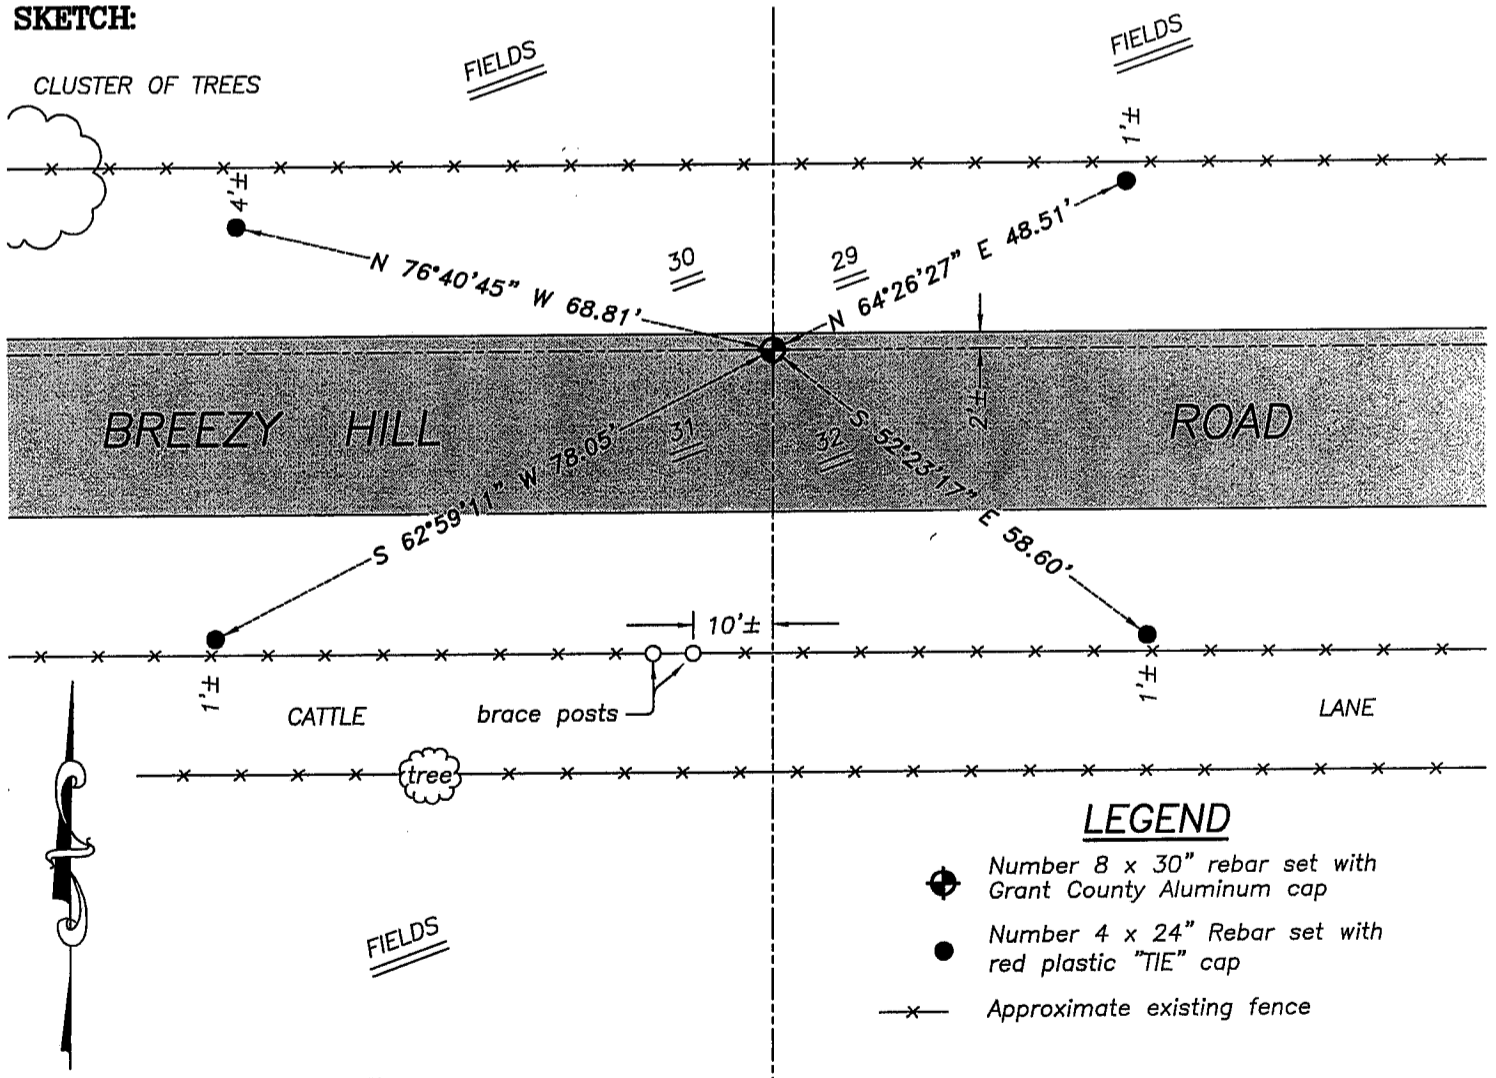 SKETCH:
CLUSTER OF TREES
FIELDS
FIELDS
1'±
4'±
N 76°40'45" W 68.81'
30
29
N 64°26'27" E 48.51'
2'±
BREEZY HILL ROAD
31
32
S 62°59'11" W 78.05'
S 52°23'17" E 58.60'
10'±
1'±
1'±
CATTLE LANE
brace posts
tree
FIELDS
LEGEND
Number 8 x 30" rebar set with
Grant County Aluminum cap
Number 4 x 24" Rebar set with
red plastic "TIE" cap
Approximate existing fence